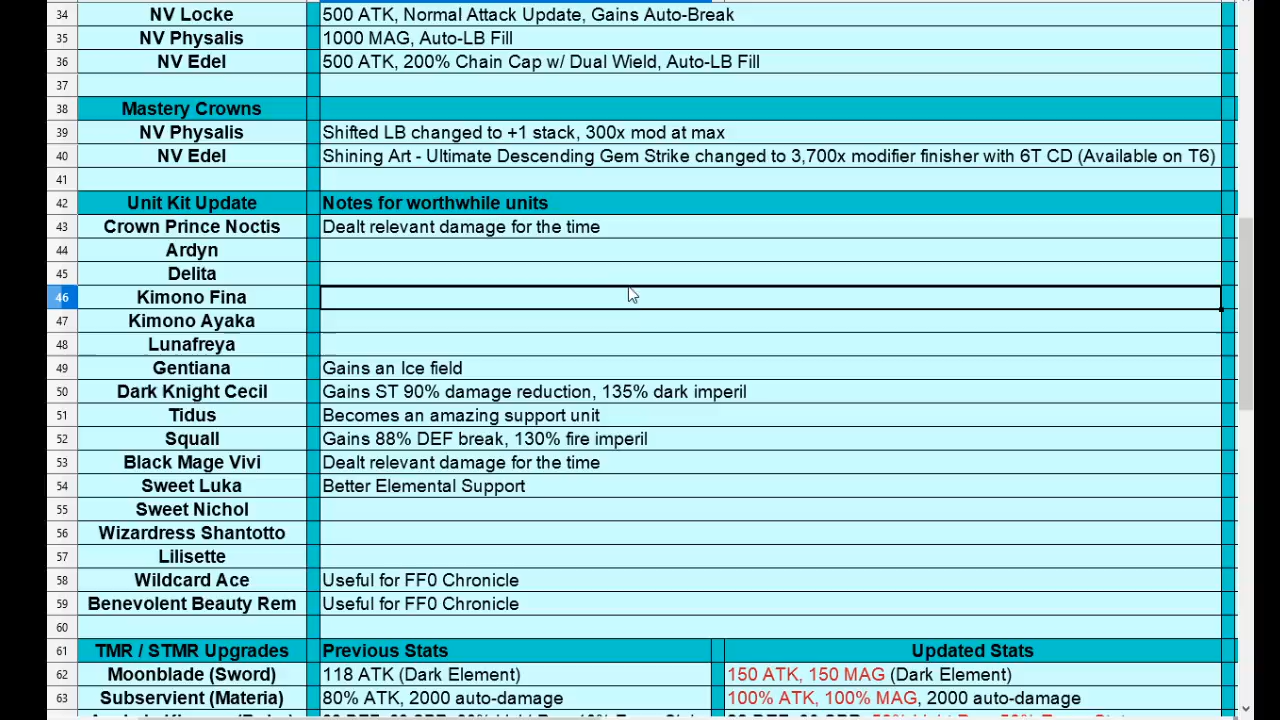 34 NV Locke 500 ATK, Normal Attack Update, Gains Auto-Break
35 NV Physalis 1000 MAG, Auto-LB Fill
36 NV Edel 500 ATK, 200% Chain Cap w/ Dual Wield, Auto-LB Fill
37
38 Mastery Crowns
39 NV Physalis Shifted LB changed to +1 stack, 300x mod at max
40 NV Edel Shining Art - Ultimate Descending Gem Strike changed to 3,700x modifier finisher with 6T CD (Available on T6)
41
42 Unit Kit Update Notes for worthwhile units
43 Crown Prince Noctis Dealt relevant damage for the time
44 Ardyn
45 Delita
46 Kimono Fina
47 Kimono Ayaka
48 Lunafreya
49 Gentiana Gains an Ice field
50 Dark Knight Cecil Gains ST 90% damage reduction, 135% dark imperil
51 Tidus Becomes an amazing support unit
52 Squall Gains 88% DEF break, 130% fire imperil
53 Black Mage Vivi Dealt relevant damage for the time
54 Sweet Luka Better Elemental Support
55 Sweet Nichol
56 Wizardress Shantotto
57 Lilisette
58 Wildcard Ace Useful for FF0 Chronicle
59 Benevolent Beauty Rem Useful for FF0 Chronicle
60
61 TMR / STMR Upgrades Previous Stats Updated Stats
62 Moonblade (Sword) 118 ATK (Dark Element) 150 ATK, 150 MAG (Dark Element)
63 Subservient (Materia) 80% ATK, 2000 auto-damage 100% ATK, 100% MAG, 2000 auto-damage